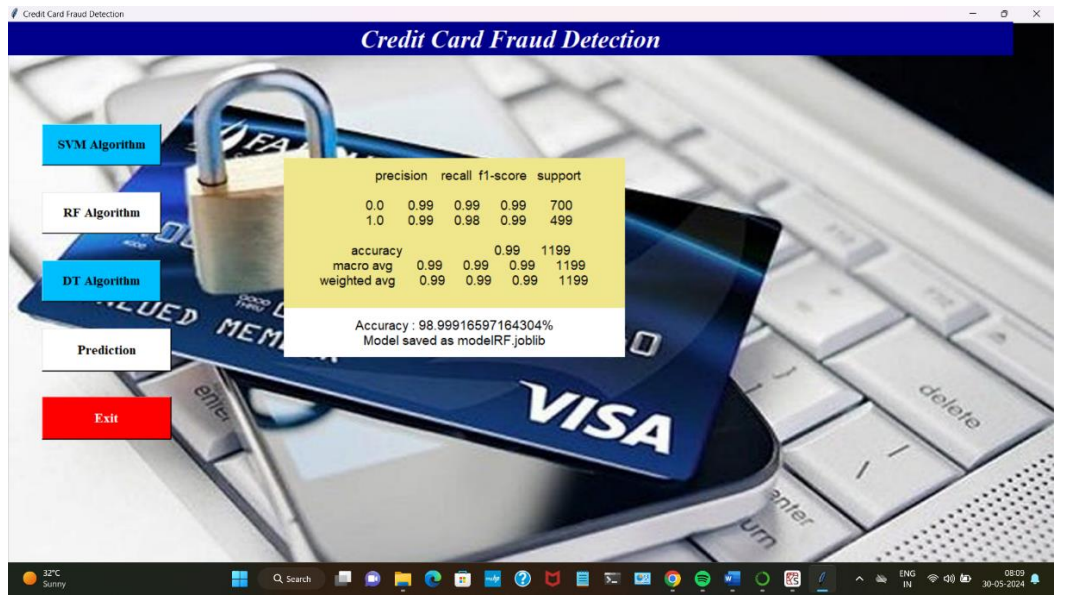 Credit Card Fraud Detection
Credit Card Fraud Detection
SVM Algorithm
RF Algorithm
DT Algorithm
Prediction
Exit
precision recall f1-score support
0.0 0.99 0.99 0.99 700
1.0 0.99 0.98 0.99 499
accuracy 0.99 1199
macro avg 0.99 0.99 0.99 1199
weighted avg 0.99 0.99 0.99 1199
Accuracy : 98.99916597164304%
Model saved as modelRF.joblib
GOOD
THRU
VISA
delete
enter
32°C
Sunny
Search
ENG
IN
08:09
30-05-2024